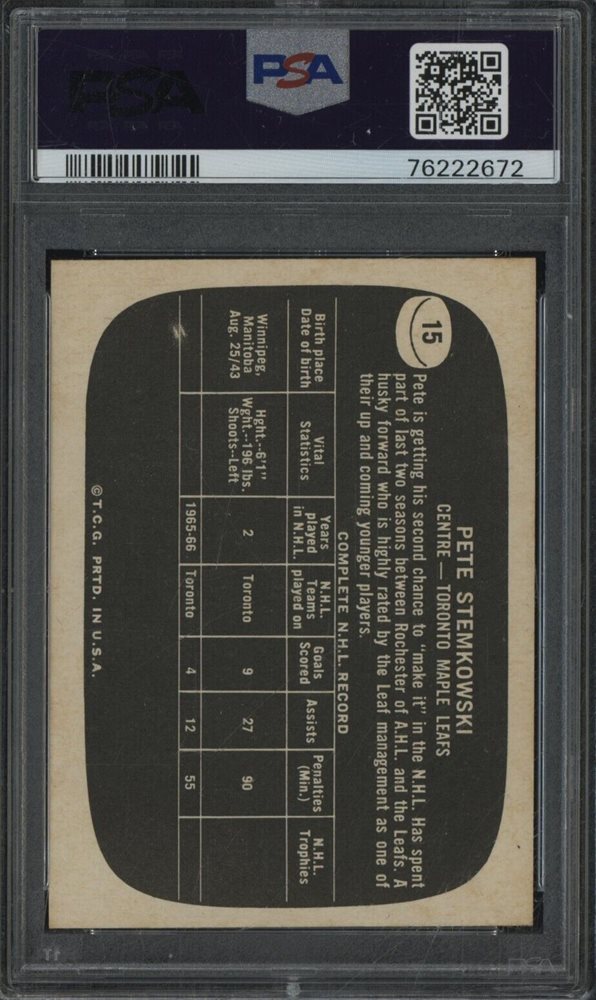 PSA
PSA
76222672
15
PETE STEMKOWSKI
CENTRE — TORONTO MAPLE LEAFS
Pete is getting his second chance to "make it" in the N.H.L. Has spent
part of last two seasons between Rochester of A.H.L. and the Leafs. A
husky forward who is highly rated by the Leaf management as one of
their up and coming younger players.
COMPLETE N.H.L. RECORD
Birth place Date of birth | Vital Statistics | Years played in N.H.L. | N.H.L. Teams played on | Goals Scored | Assists | Penalties (Min.) | N.H.L. Trophies
Winnipeg, Manitoba Aug. 25/43 | Hght.--6'1" Wght.--196 lbs. Shoots--Left | 2 | Toronto | 9 | 27 | 90
1965-66 | Toronto | 4 | 12 | 55
© T.C.G. PRTD. IN U.S.A.